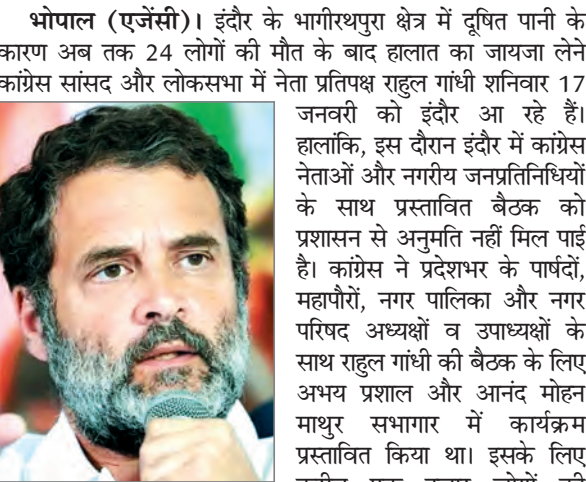 भोपाल (एजेंसी)। इंदौर के भागीरथपुरा क्षेत्र में दूषित पानी के
कारण अब तक 24 लोगों की मौत के बाद हालात का जायजा लेने
कांग्रेस सांसद और लोकसभा में नेता प्रतिपक्ष राहुल गांधी शनिवार 17
जनवरी को इंदौर आ रहे हैं।
हालांकि, इस दौरान इंदौर में कांग्रेस
नेताओं और नगरीय जनप्रतिनिधियों
के साथ प्रस्तावित बैठक को
प्रशासन से अनुमति नहीं मिल पाई
है। कांग्रेस ने प्रदेशभर के पार्षदों,
महापौरों, नगर पालिका और नगर
परिषद अध्यक्षों व उपाध्यक्षों के
साथ राहुल गांधी की बैठक के लिए
अभय प्रशाल और आनंद मोहन
माथुर सभागार में कार्यक्रम
प्रस्तावित किया था। इसके लिए